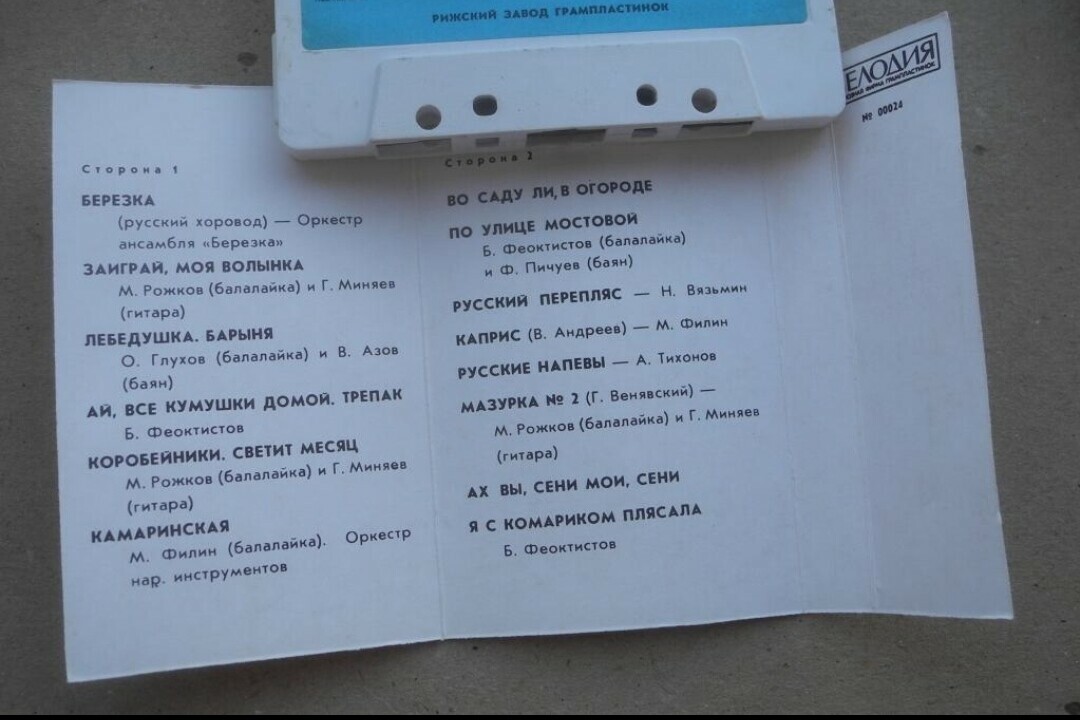 РИЖСКИЙ ЗАВОД ГРАМПЛАСТИНОК
ЕЛОДИЯ
ФИРМА ГРАМПЛАСТИНОК
№ 00024
Сторона 1
БЕРЕЗКА
(русский хоровод) — Оркестр
ансамбля «Березка»
ЗАИГРАЙ, МОЯ ВОЛЫНКА
М. Рожков (балалайка) и Г. Миняев
(гитара)
ЛЕБЕДУШКА. БАРЫНЯ
О. Глухов (балалайка) и В. Азов
(баян)
АЙ, ВСЕ КУМУШКИ ДОМОЙ. ТРЕПАК
Б. Феоктистов
КОРОБЕЙНИКИ. СВЕТИТ МЕСЯЦ
М. Рожков (балалайка) и Г. Миняев
(гитара)
КАМАРИНСКАЯ
М. Филин (балалайка). Оркестр
нар. инструментов
Сторона 2
ВО САДУ ЛИ, В ОГОРОДЕ
ПО УЛИЦЕ МОСТОВОЙ
Б. Феоктистов (балалайка)
и Ф. Пичуев (баян)
РУССКИЙ ПЕРЕПЛЯС — Н. Вязьмин
КАПРИС (В. Андреев) — М. Филин
РУССКИЕ НАПЕВЫ — А. Тихонов
МАЗУРКА № 2 (Г. Венявский) —
М. Рожков (балалайка) и Г. Миняев
(гитара)
АХ ВЫ, СЕНИ МОИ, СЕНИ
Я С КОМАРИКОМ ПЛЯСАЛА
Б. Феоктистов